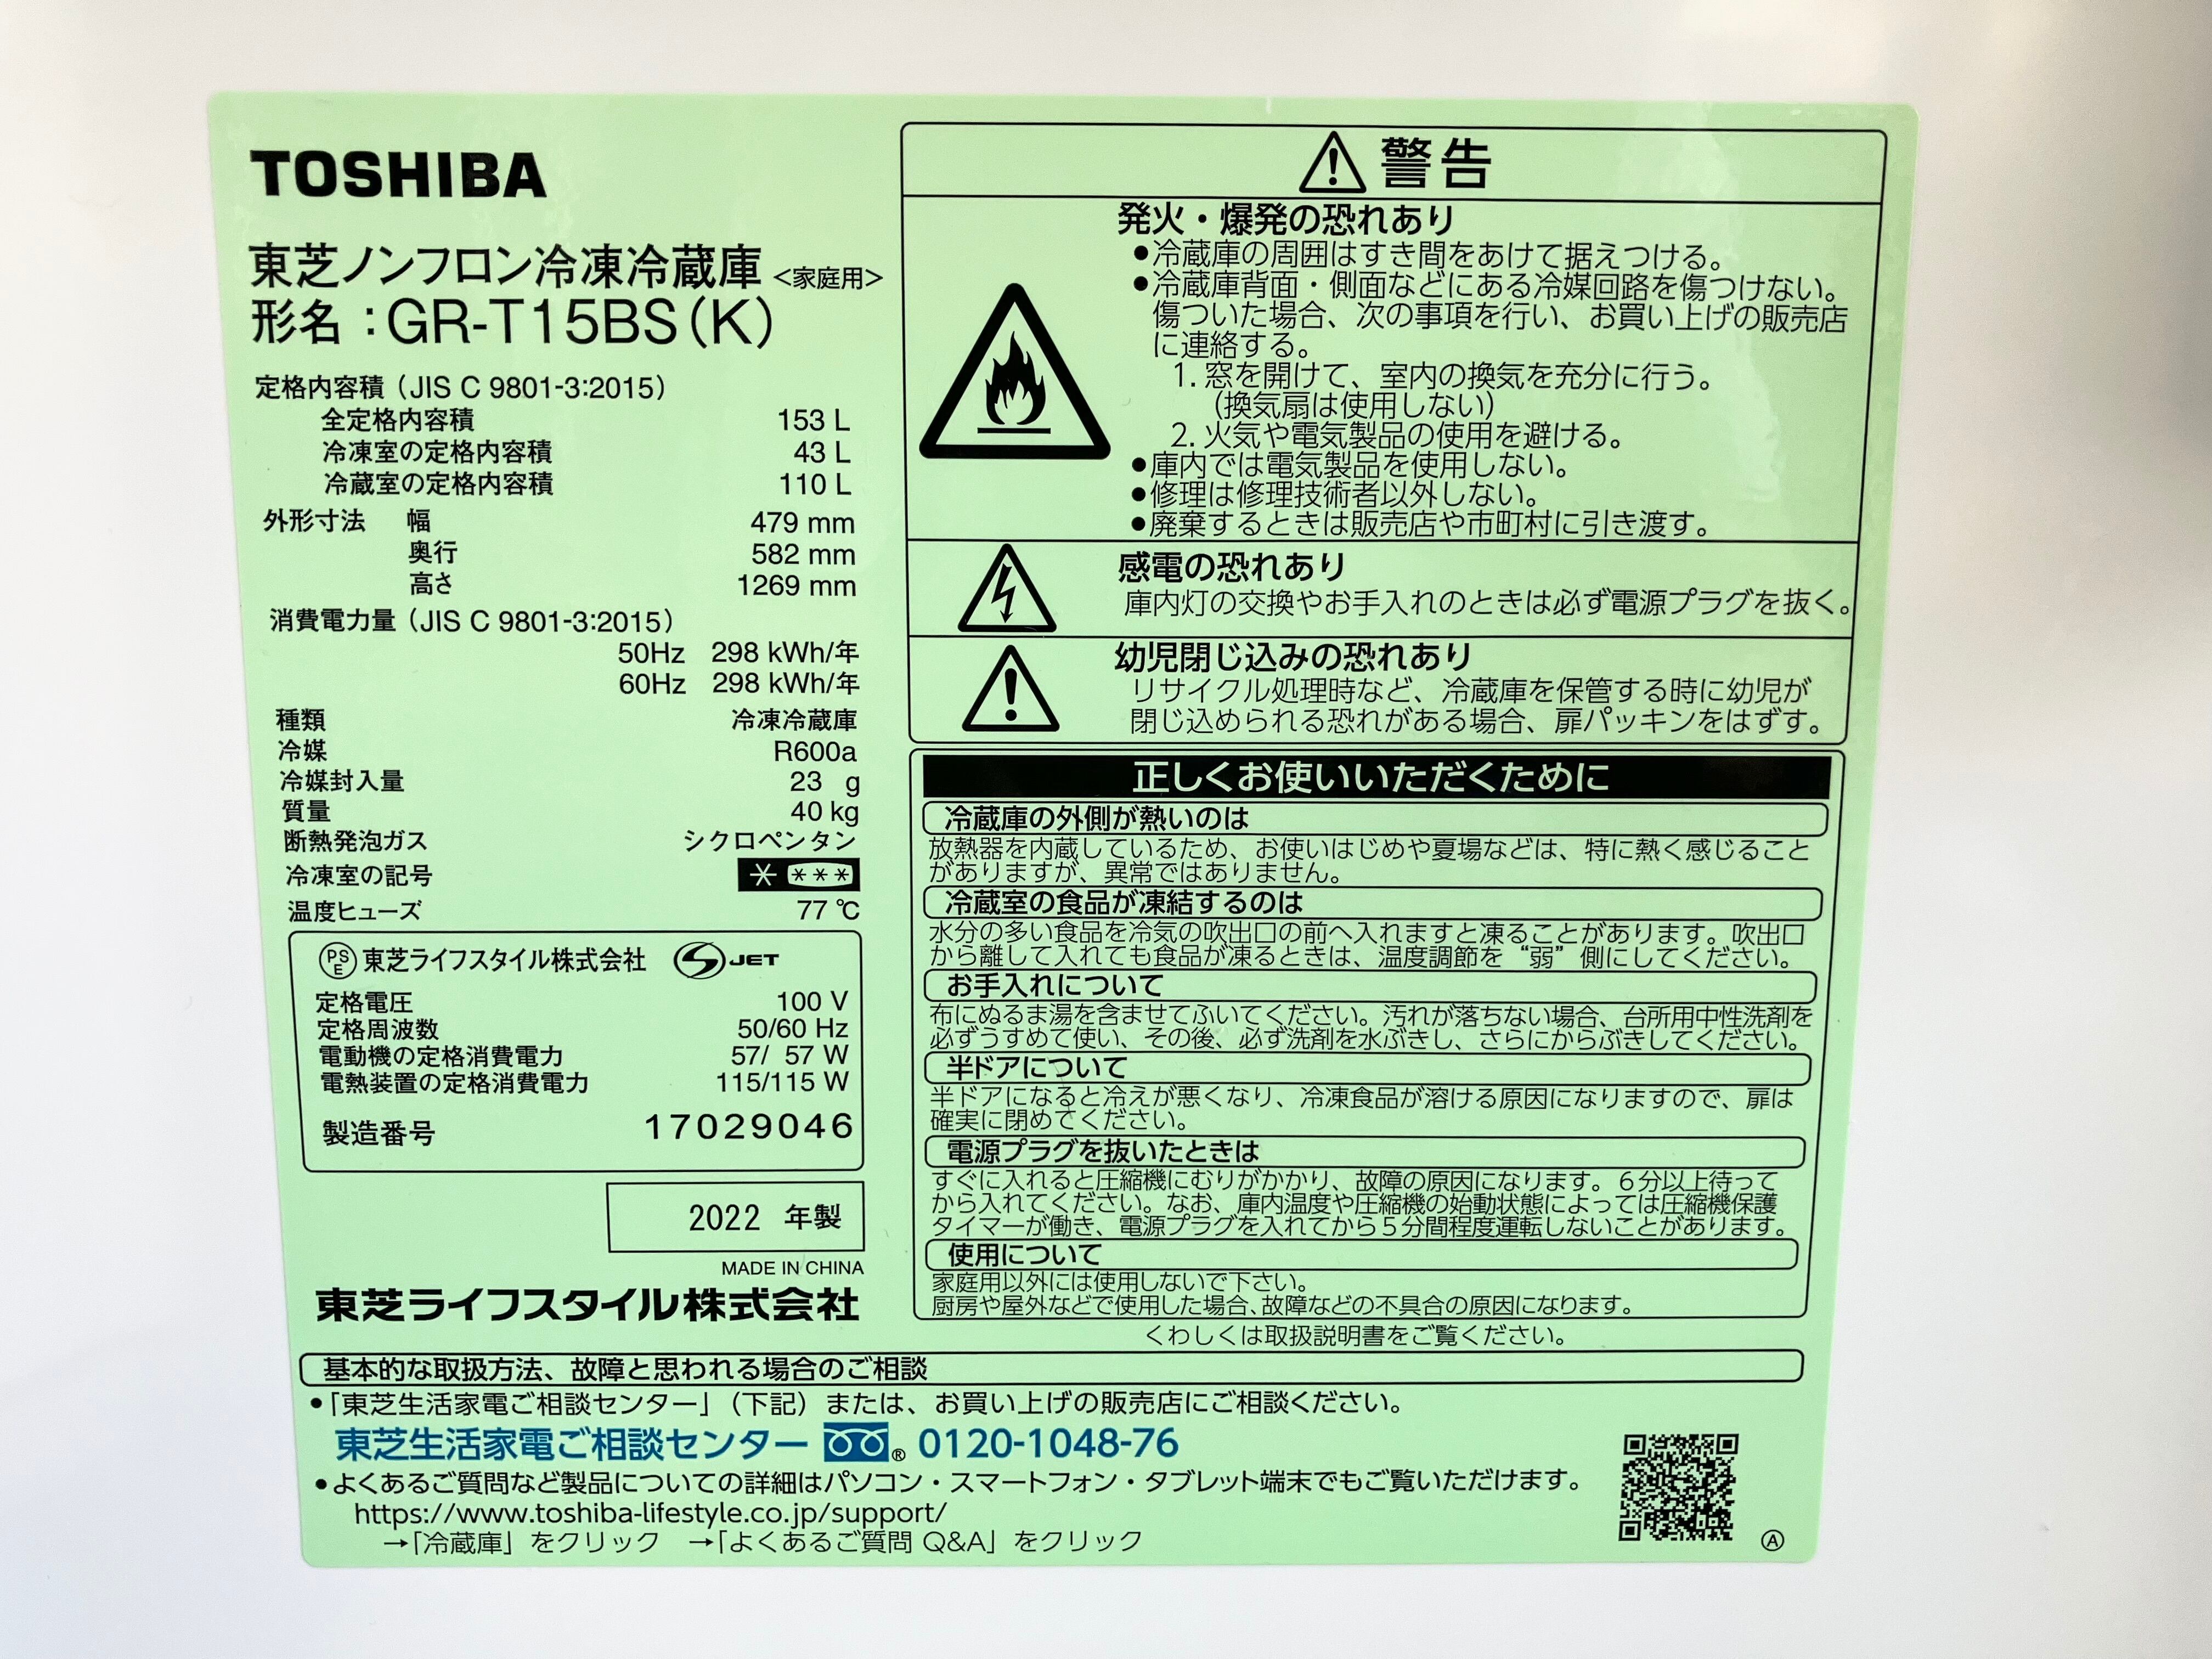 TOSHIBA
東芝ノンフロン冷凍冷蔵庫 <家庭用>
形名：GR-T15BS(K)
定格内容積（JIS C 9801-3:2015）
全定格内容積 153 L
冷凍室の定格内容積 43 L
冷蔵室の定格内容積 110 L
外形寸法 幅 479 mm
奥行 582 mm
高さ 1269 mm
消費電力量（JIS C 9801-3:2015）
50Hz 298 kWh/年
60Hz 298 kWh/年
種類 冷凍冷蔵庫
冷媒 R600a
冷媒封入量 23 g
質量 40 kg
断熱発泡ガス シクロペンタン
冷凍室の記号 * ***
温度ヒューズ 77 ℃
PSE 東芝ライフスタイル株式会社 JET
定格電圧 100 V
定格周波数 50/60 Hz
電動機の定格消費電力 57/ 57 W
電熱装置の定格消費電力 115/115 W
製造番号 17029046
2022 年製
MADE IN CHINA
東芝ライフスタイル株式会社
警告
発火・爆発の恐れあり
●冷蔵庫の周囲はすき間をあけて据えつける。
●冷蔵庫背面・側面などにある冷媒回路を傷つけない。
傷ついた場合、次の事項を行い、お買い上げの販売店
に連絡する。
1. 窓を開けて、室内の換気を充分に行う。
（換気扇は使用しない）
2. 火気や電気製品の使用を避ける。
●庫内では電気製品を使用しない。
●修理は修理技術者以外しない。
●廃棄するときは販売店や市町村に引き渡す。
感電の恐れあり
庫内灯の交換やお手入れのときは必ず電源プラグを抜く。
幼児閉じ込みの恐れあり
リサイクル処理時など、冷蔵庫を保管する時に幼児が
閉じ込められる恐れがある場合、扉パッキンをはずす。
正しくお使いいただくために
冷蔵庫の外側が熱いのは
放熱器を内蔵しているため、お使いはじめや夏場などは、特に熱く感じること
がありますが、異常ではありません。
冷蔵室の食品が凍結するのは
水分の多い食品を冷気の吹出口の前へ入れますと凍ることがあります。吹出口
から離して入れても食品が凍るときは、温度調節を“弱”側にしてください。
お手入れについて
布にぬるま湯を含ませてふいてください。汚れが落ちない場合、台所用中性洗剤を
必ずうすめて使い、その後、必ず洗剤を水ぶきし、さらにからぶきしてください。
半ドアについて
半ドアになると冷えが悪くなり、冷凍食品が溶ける原因になりますので、扉は
確実に閉めてください。
電源プラグを抜いたときは
すぐに入れると圧縮機にむりがかかり、故障の原因になります。６分以上待って
から入れてください。なお、庫内温度や圧縮機の始動状態によっては圧縮機保護
タイマーが働き、電源プラグを入れてから５分間程度運転しないことがあります。
使用について
家庭用以外には使用しないで下さい。
厨房や屋外などで使用した場合、故障などの不具合の原因になります。
くわしくは取扱説明書をご覧ください。
基本的な取扱方法、故障と思われる場合のご相談
●「東芝生活家電ご相談センター」（下記）または、お買い上げの販売店にご相談ください。
東芝生活家電ご相談センター ® 0120-1048-76
●よくあるご質問など製品についての詳細はパソコン・スマートフォン・タブレット端末でもご覧いただけます。
https://www.toshiba-lifestyle.co.jp/support/
→「冷蔵庫」をクリック →「よくあるご質問 Q&A」をクリック
Ⓐ